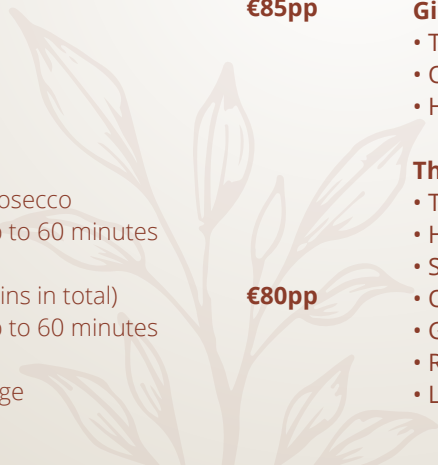 €85pp
osecco
to 60 minutes
ins in total)
€80pp
to 60 minutes
ge
Gi
• T
• C
• H
Th
• T
• H
• S
• C
• G
• R
• L